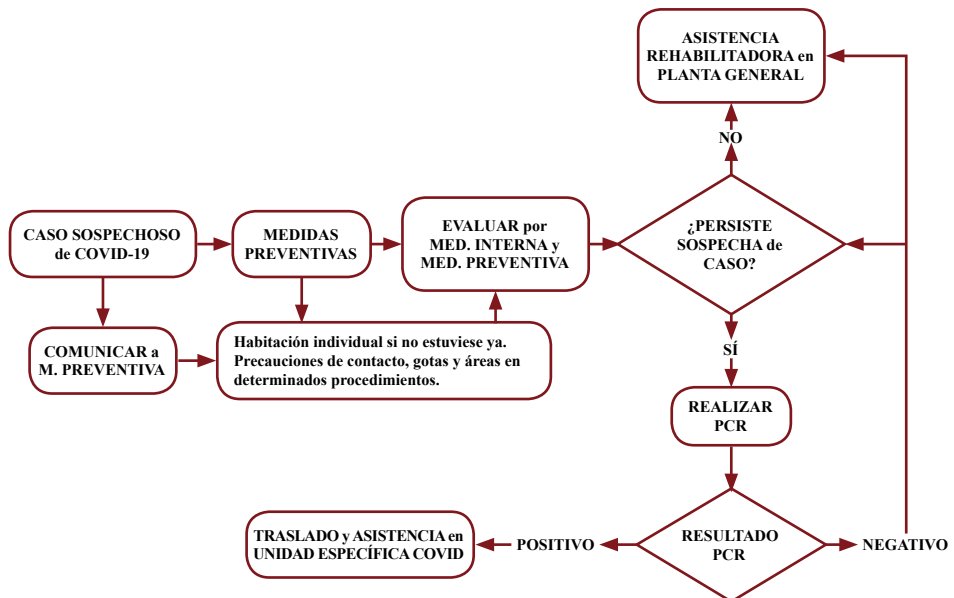 ASISTENCIA
REHABILITADORA en
PLANTA GENERAL
NO
CASO SOSPECHOSO
de COVID-19
MEDIDAS
PREVENTIVAS
EVALUAR por
MED. INTERNA y
MED. PREVENTIVA
¿PERSISTE
SOSPECHA de
CASO?
COMUNICAR a
M. PREVENTIVA
Habitación individual si no estuviese ya.
Precauciones de contacto, gotas y áreas en
determinados procedimientos.
SÍ
REALIZAR
PCR
TRASLADO y ASISTENCIA en
UNIDAD ESPECÍFICA COVID
POSITIVO
RESULTADO
PCR
NEGATIVO